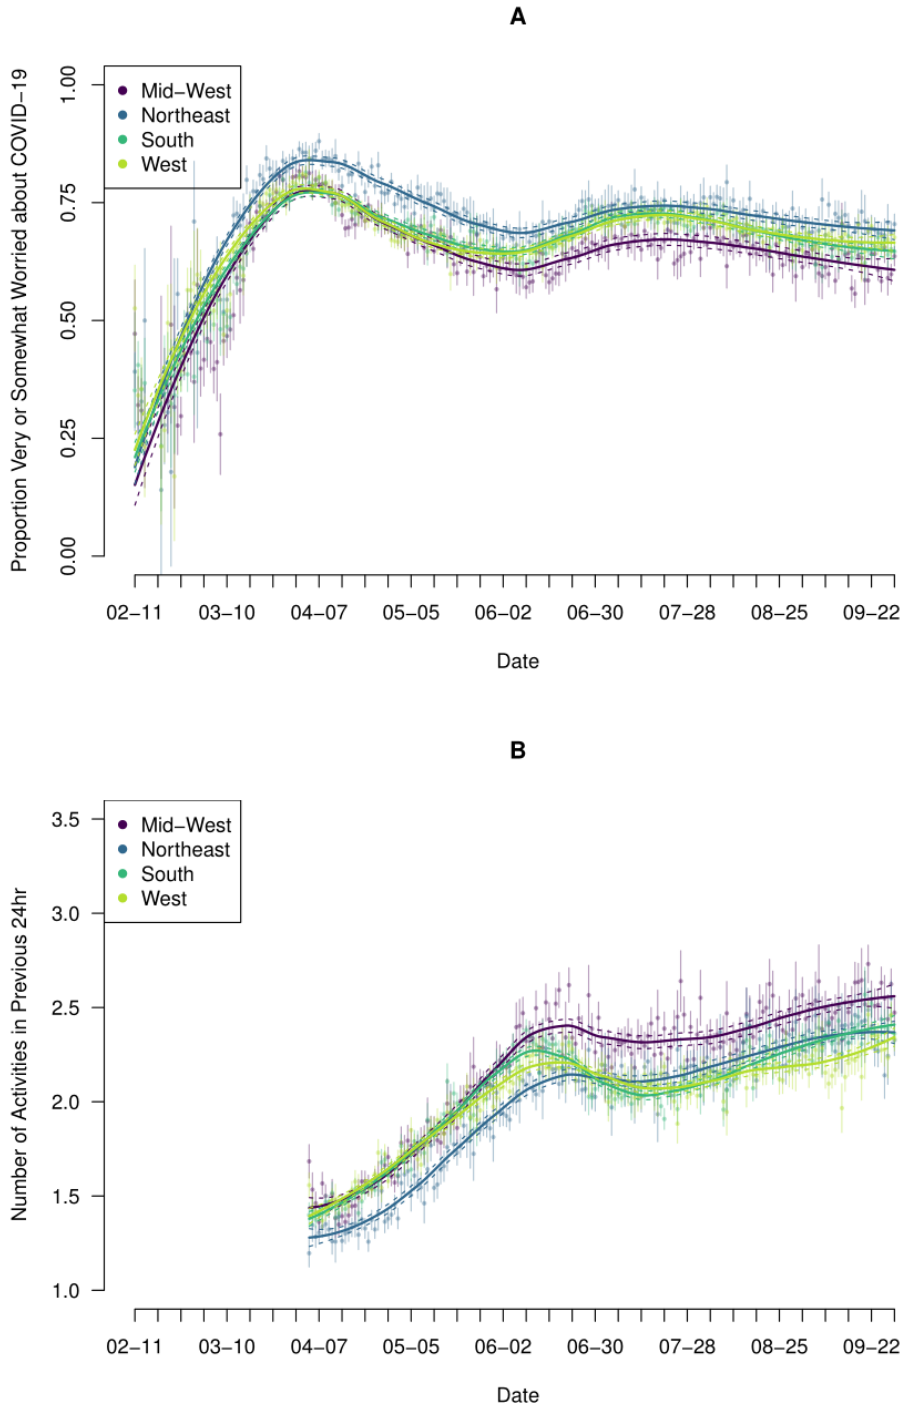 A
Proportion Very or Somewhat Worried about COVID−19
1.00
0.75
0.50
0.25
0.00
Mid−West
Northeast
South
West
02−11 03−10 04−07 05−05 06−02 06−30 07−28 08−25 09−22
Date
B
Number of Activities in Previous 24hr
3.5
3.0
2.5
2.0
1.5
1.0
Mid−West
Northeast
South
West
02−11 03−10 04−07 05−05 06−02 06−30 07−28 08−25 09−22
Date